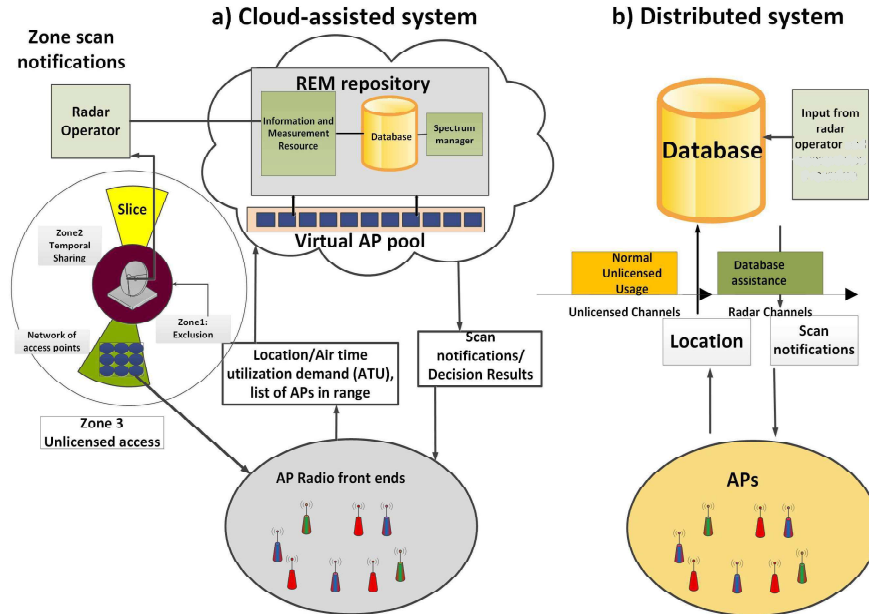 a) Cloud-assisted system
b) Distributed system
Zone scan
notifications
Radar
Operator
REM repository
Information and
Measurement
Resource
Database
Spectrum
manager
Virtual AP pool
Slice
Zone2
Temporal
Sharing
Zone1:
Exclusion
Network of
access points
Zone 3
Unlicensed access
Location/Air time
utilization demand (ATU),
list of APs in range
Scan
notifications/
Decision Results
AP Radio front ends
Database
Input from
radar
operator
Normal
Unlicensed
Usage
Database
assistance
Unlicensed Channels
Radar Channels
Location
Scan
notifications
APs